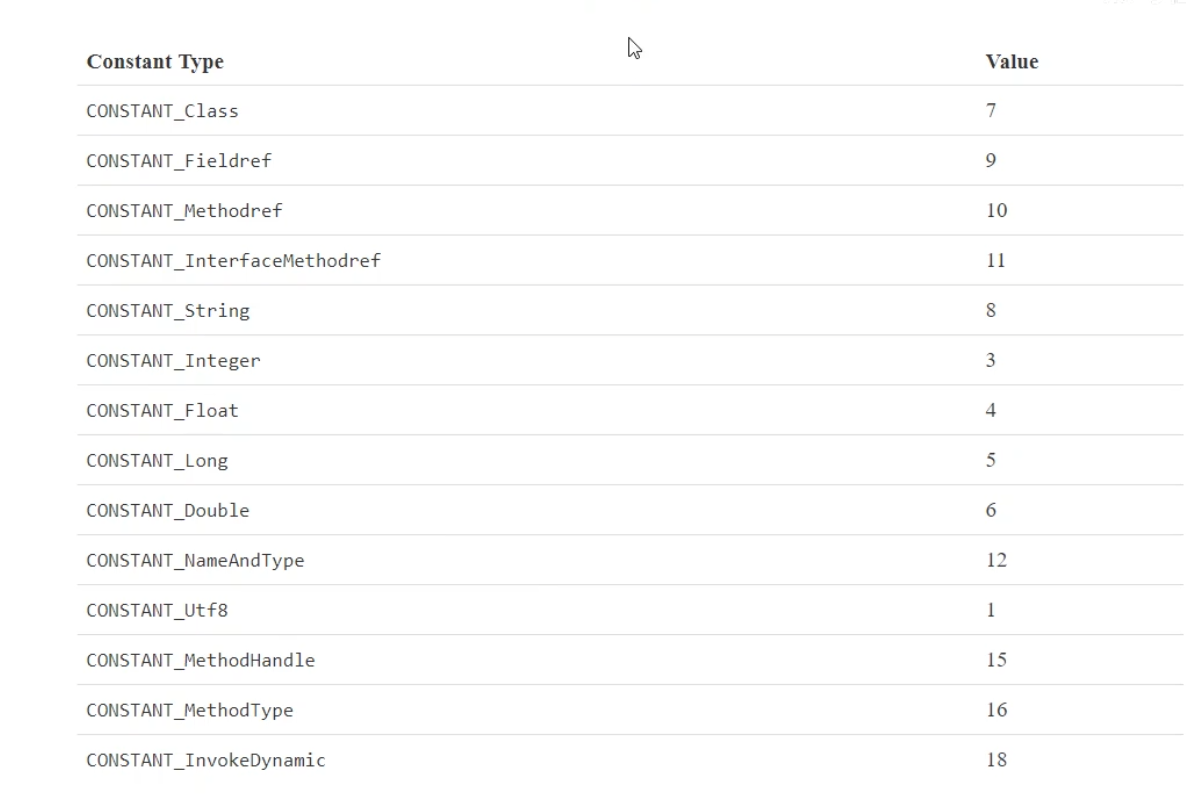 Constant Type Value
CONSTANT_Class 7
CONSTANT_Fieldref 9
CONSTANT_Methodref 10
CONSTANT_InterfaceMethodref 11
CONSTANT_String 8
CONSTANT_Integer 3
CONSTANT_Float 4
CONSTANT_Long 5
CONSTANT_Double 6
CONSTANT_NameAndType 12
CONSTANT_Utf8 1
CONSTANT_MethodHandle 15
CONSTANT_MethodType 16
CONSTANT_InvokeDynamic 18